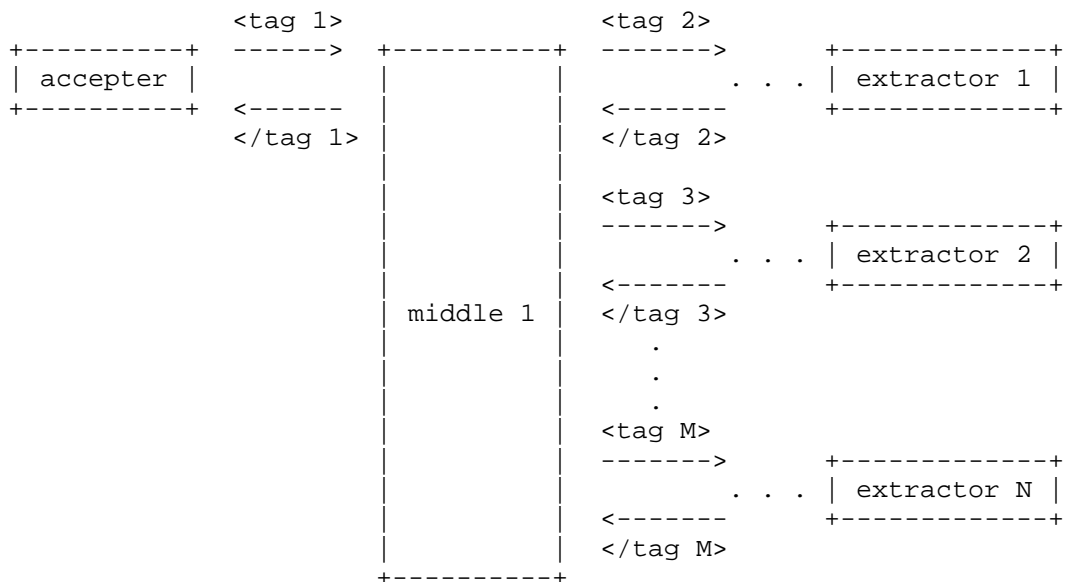 <tag 1> <tag 2>
+----------+ ------> +----------+ -------> +-------------+
| accepter | | | . . . | extractor 1 |
+----------+ <------ | | <------- +-------------+
</tag 1> | | </tag 2>
| |
| | <tag 3>
| | -------> +-------------+
| | . . . | extractor 2 |
| | <------- +-------------+
| middle 1 | </tag 3>
| | .
| | .
| | .
| | <tag M>
| | -------> +-------------+
| | . . . | extractor N |
| | <------- +-------------+
| | </tag M>
+----------+